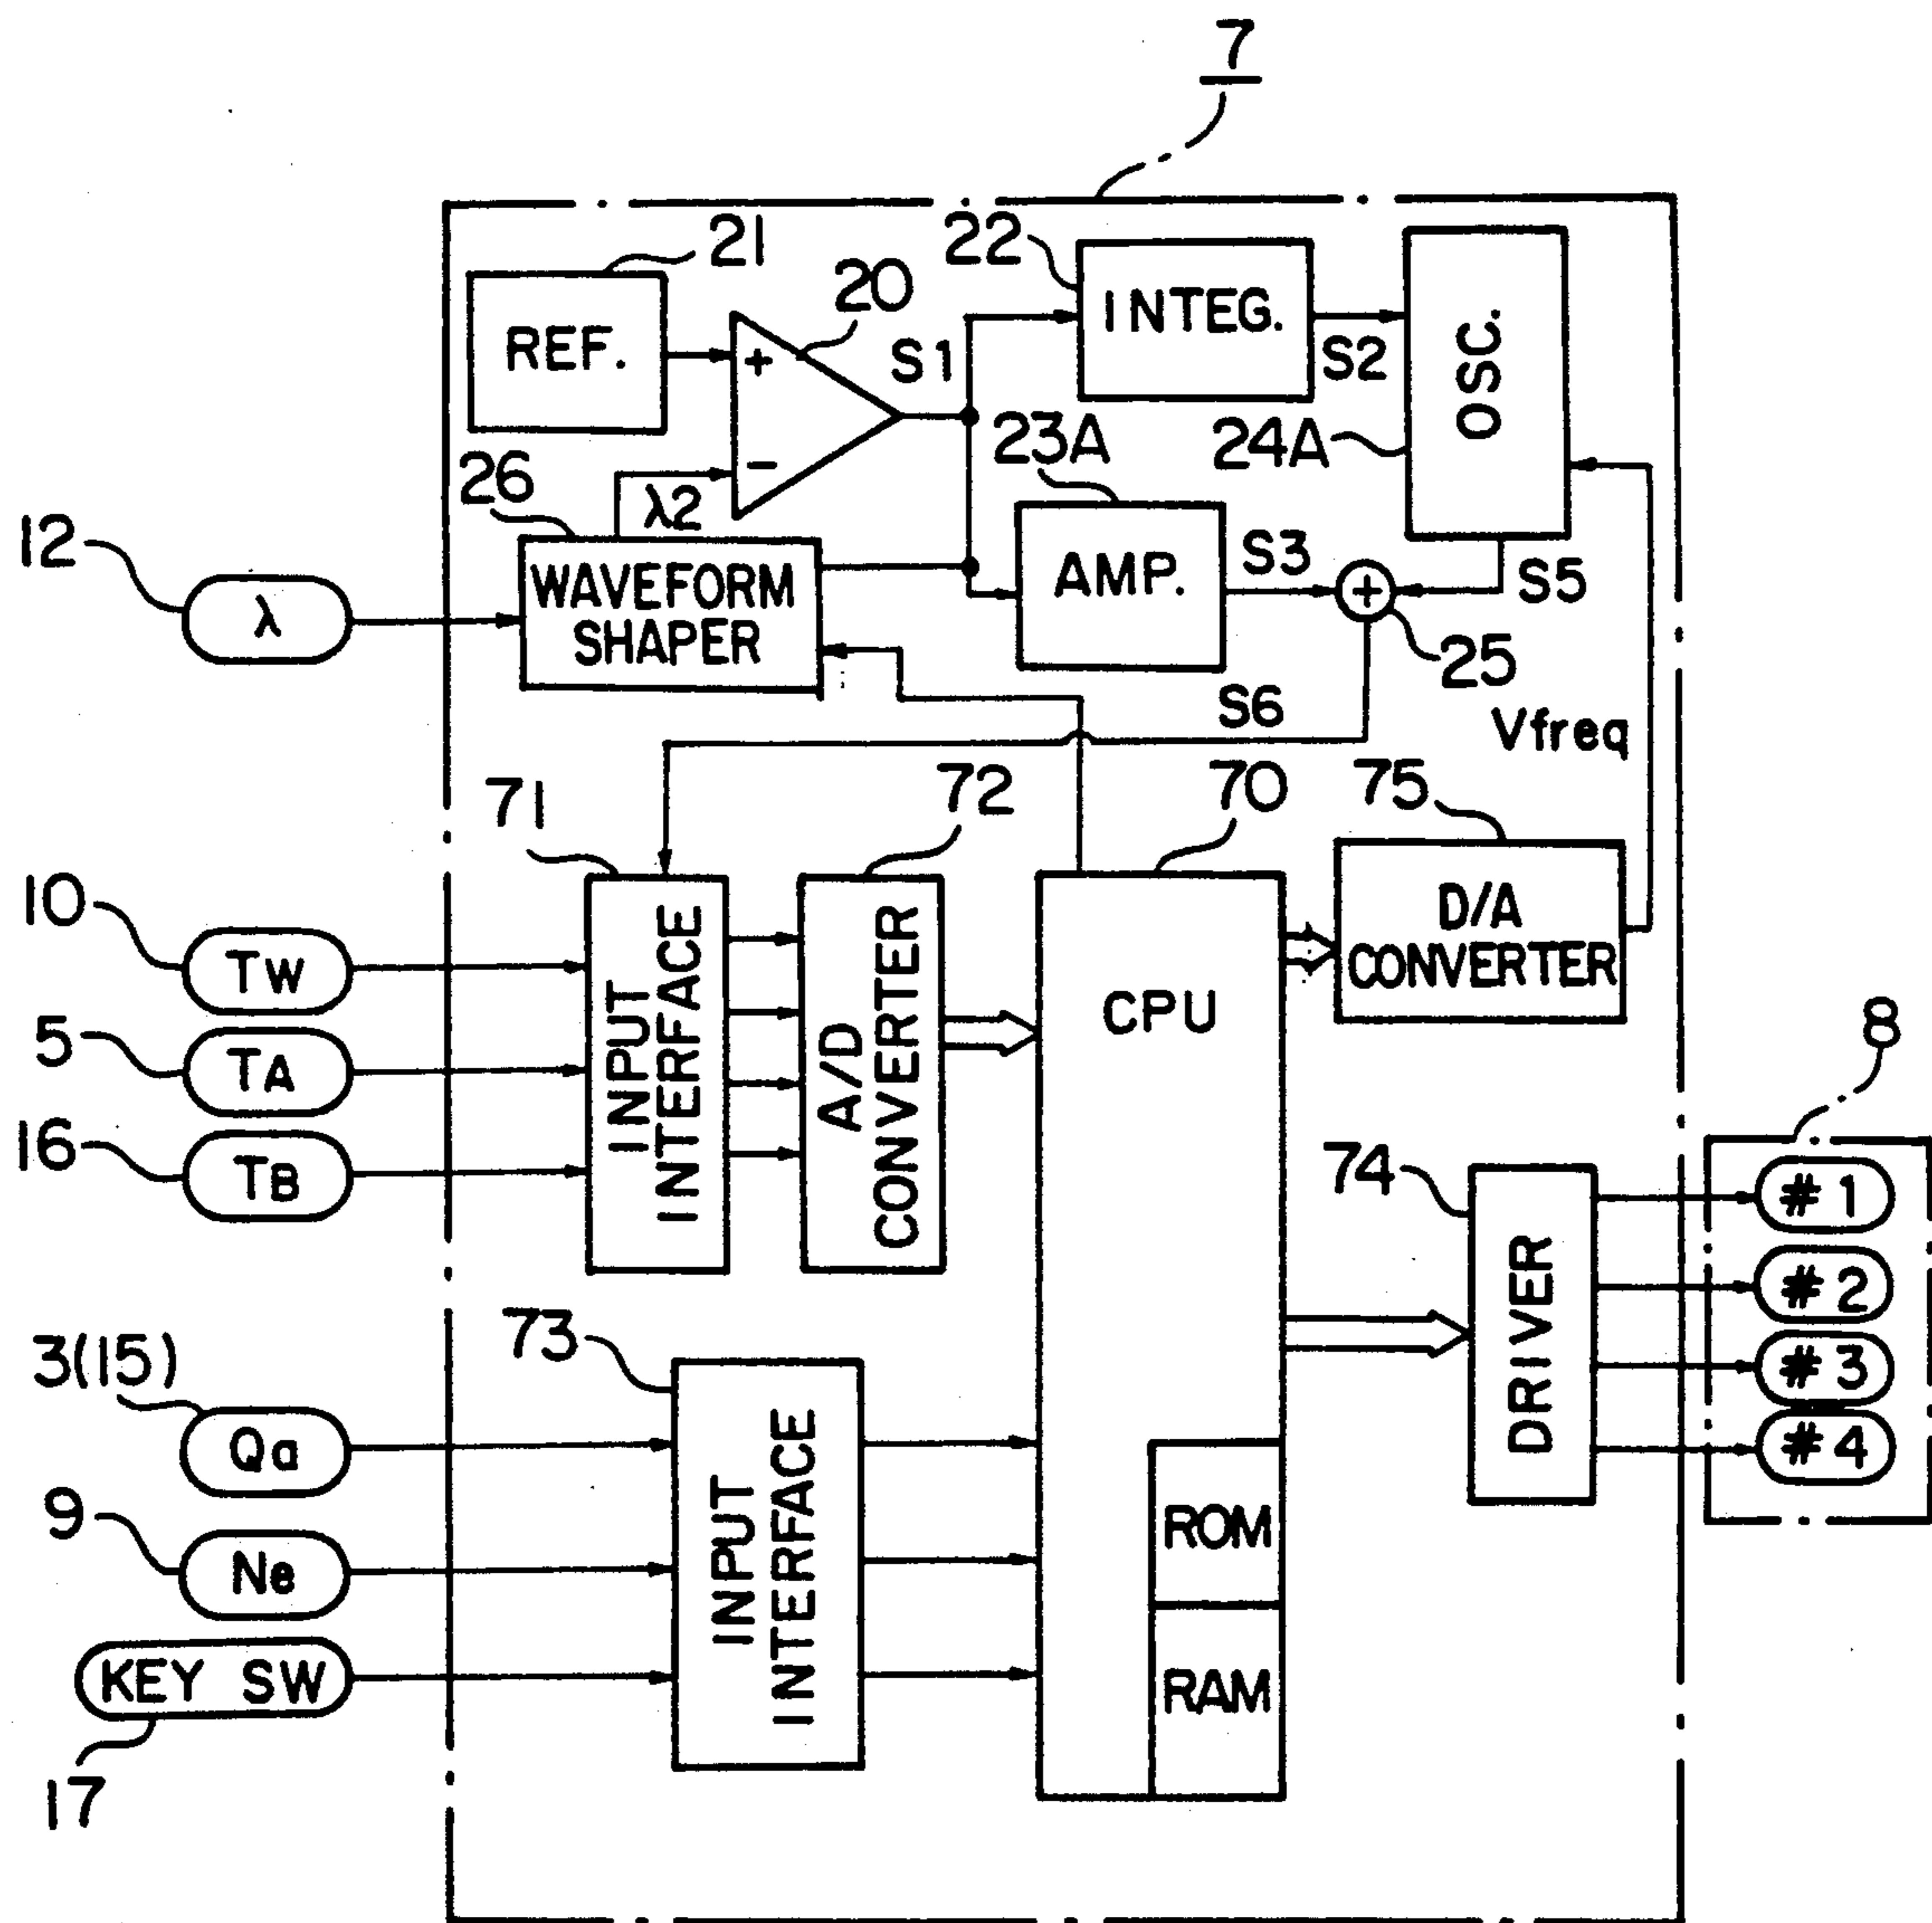 7
21
22
20
REF.
+
S1
INTEG.
S2
OSC.
23A
24A
26
-
λ2
12
λ
WAVEFORM
SHAPER
AMP.
S3
+
S5
25
S6
Vfreq
71
72
70
75
10
TW
INPUT
INTERFACE
A/D
CONVERTER
CPU
D/A
CONVERTER
5
TA
8
16
TB
74
#1
#2
#3
#4
DRIVER
73
3(15)
Qa
9
Ne
INPUT
INTERFACE
ROM
KEY SW
RAM
17